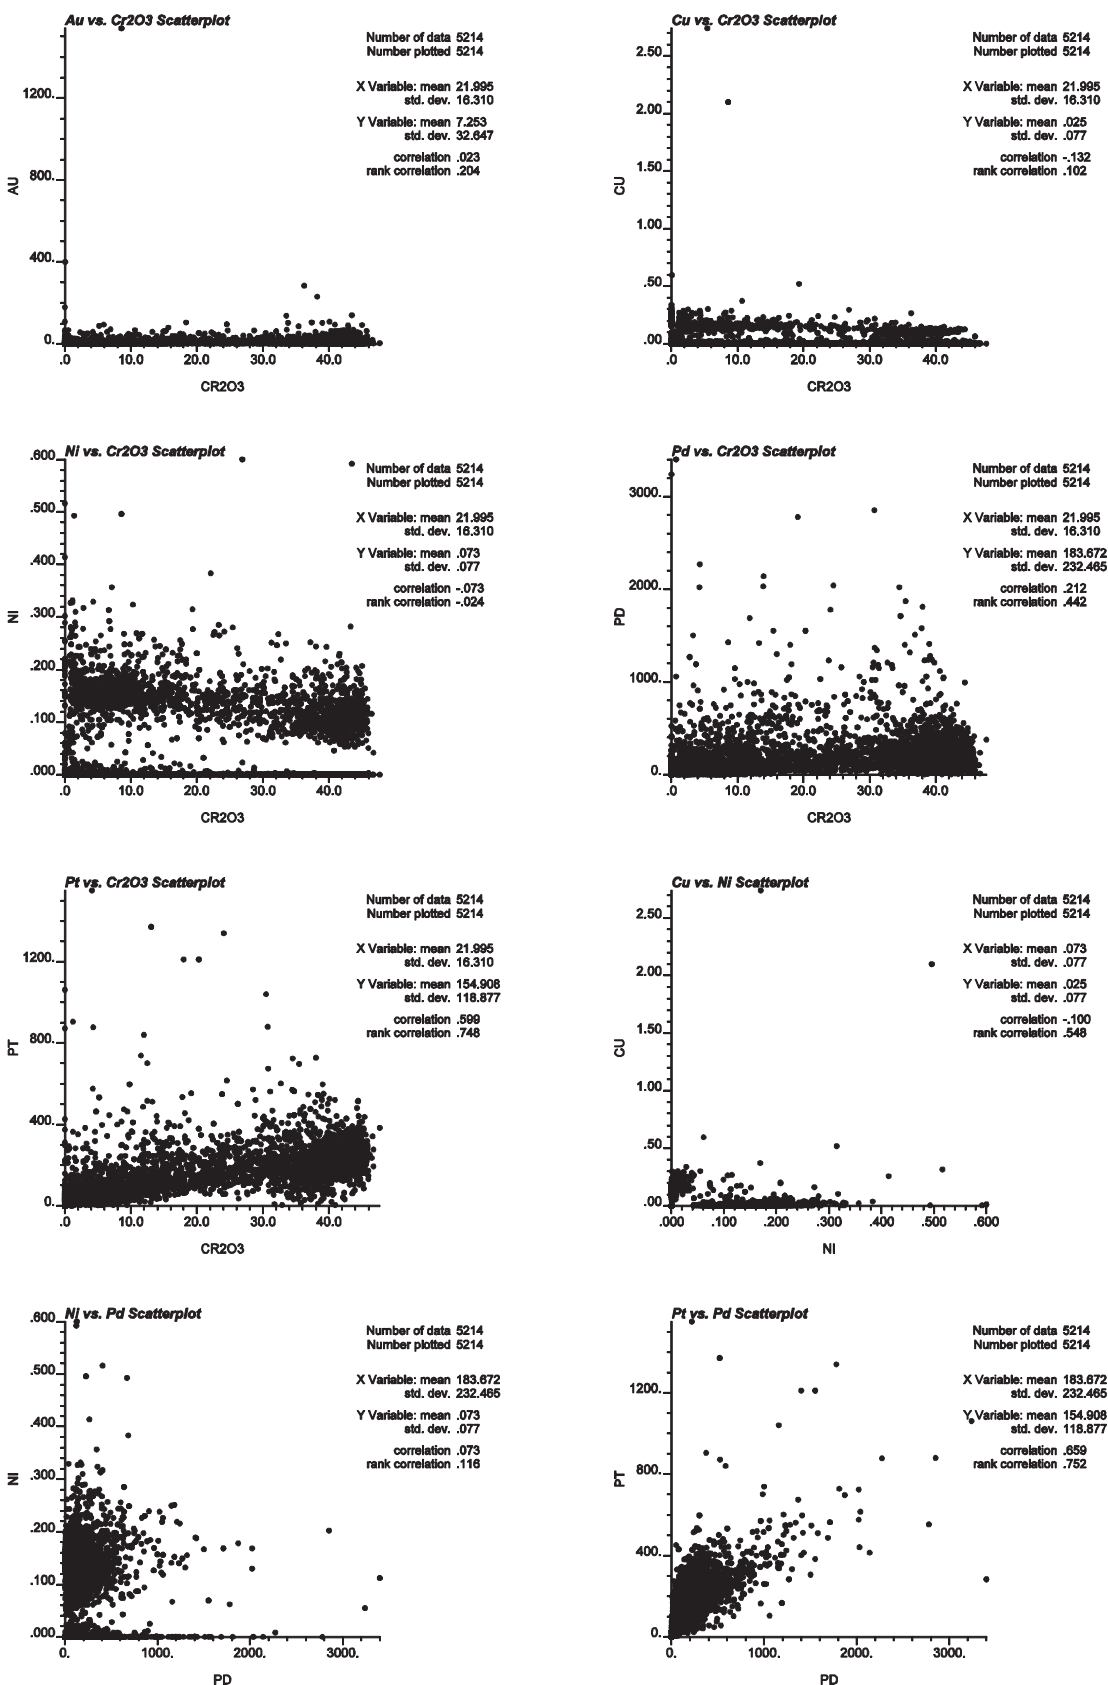 Au vs. Cr2O3 Scatterplot
Number of data 5214
Number plotted 5214
X Variable: mean 21.995
std. dev. 16.310
Y Variable: mean 7.253
std. dev. 32.647
correlation .023
rank correlation .204
AU
1200.
800.
400.
0.
.0 10.0 20.0 30.0 40.0
CR2O3
Cu vs. Cr2O3 Scatterplot
Number of data 5214
Number plotted 5214
X Variable: mean 21.995
std. dev. 16.310
Y Variable: mean .025
std. dev. .077
correlation -.132
rank correlation .102
CU
2.50
2.00
1.50
1.00
.50
.00
.0 10.0 20.0 30.0 40.0
CR2O3
Ni vs. Cr2O3 Scatterplot
Number of data 5214
Number plotted 5214
X Variable: mean 21.995
std. dev. 16.310
Y Variable: mean .073
std. dev. .077
correlation -.073
rank correlation -.024
NI
.600
.500
.400
.300
.200
.100
.000
.0 10.0 20.0 30.0 40.0
CR2O3
Pd vs. Cr2O3 Scatterplot
Number of data 5214
Number plotted 5214
X Variable: mean 21.995
std. dev. 16.310
Y Variable: mean 183.672
std. dev. 232.465
correlation .212
rank correlation .442
PD
3000.
2000.
1000.
0.
.0 10.0 20.0 30.0 40.0
CR2O3
Pt vs. Cr2O3 Scatterplot
Number of data 5214
Number plotted 5214
X Variable: mean 21.995
std. dev. 16.310
Y Variable: mean 154.908
std. dev. 118.877
correlation .599
rank correlation .748
PT
1200.
800.
400.
0.
.0 10.0 20.0 30.0 40.0
CR2O3
Cu vs. Ni Scatterplot
Number of data 5214
Number plotted 5214
X Variable: mean .073
std. dev. .077
Y Variable: mean .025
std. dev. .077
correlation -.100
rank correlation .548
CU
2.50
2.00
1.50
1.00
.50
.00
.000 .100 .200 .300 .400 .500 .600
NI
Ni vs. Pd Scatterplot
Number of data 5214
Number plotted 5214
X Variable: mean 183.672
std. dev. 232.465
Y Variable: mean .073
std. dev. .077
correlation .073
rank correlation .116
NI
.600
.500
.400
.300
.200
.100
.000
0. 1000. 2000. 3000.
PD
Pt vs. Pd Scatterplot
Number of data 5214
Number plotted 5214
X Variable: mean 183.672
std. dev. 232.465
Y Variable: mean 154.908
std. dev. 118.877
correlation .659
rank correlation .752
PT
1200.
800.
400.
0.
0. 1000. 2000. 3000.
PD